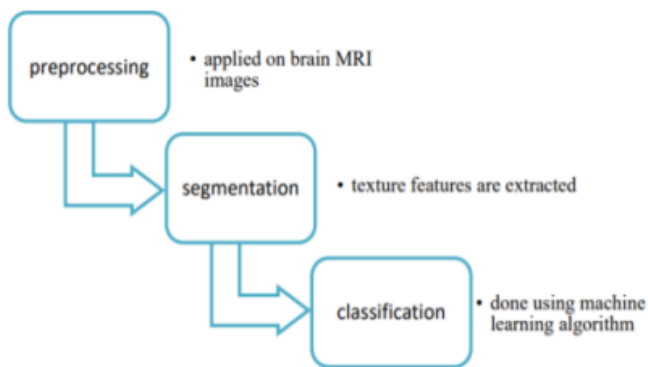 preprocessing
• applied on brain MRI
images
segmentation
• texture features are extracted
classification
• done using machine
learning algorithm